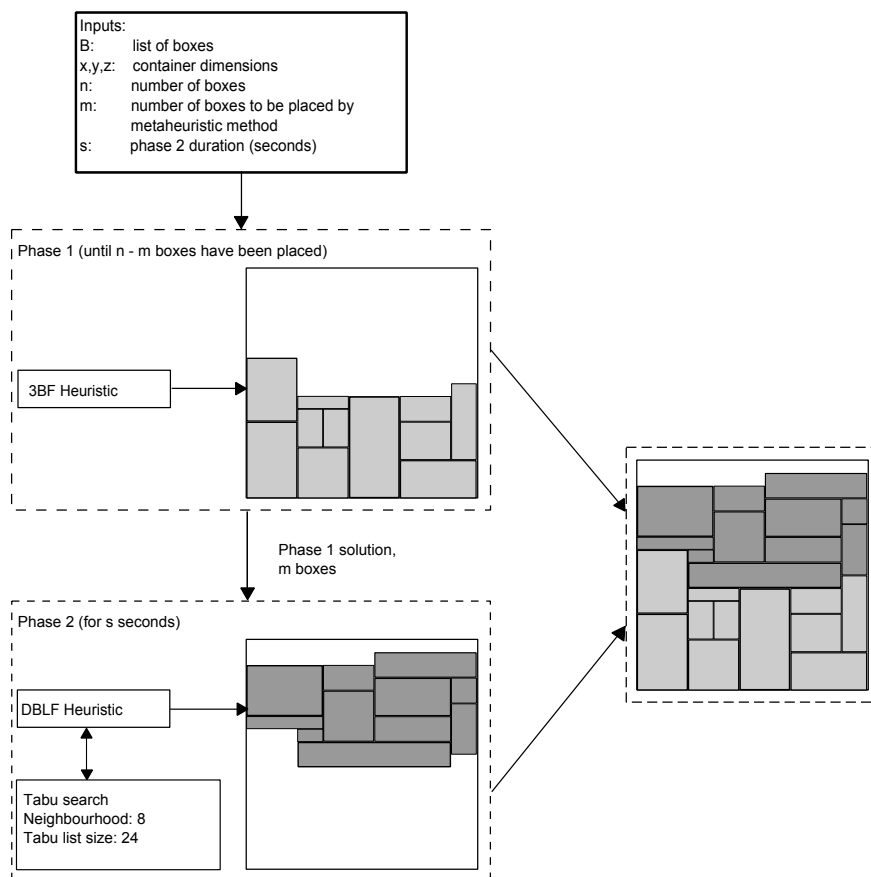 Inputs:
B: list of boxes
x,y,z: container dimensions
n: number of boxes
m: number of boxes to be placed by
metaheuristic method
s: phase 2 duration (seconds)
Phase 1 (until n - m boxes have been placed)
3BF Heuristic
Phase 1 solution,
m boxes
Phase 2 (for s seconds)
DBLF Heuristic
Tabu search
Neighbourhood: 8
Tabu list size: 24